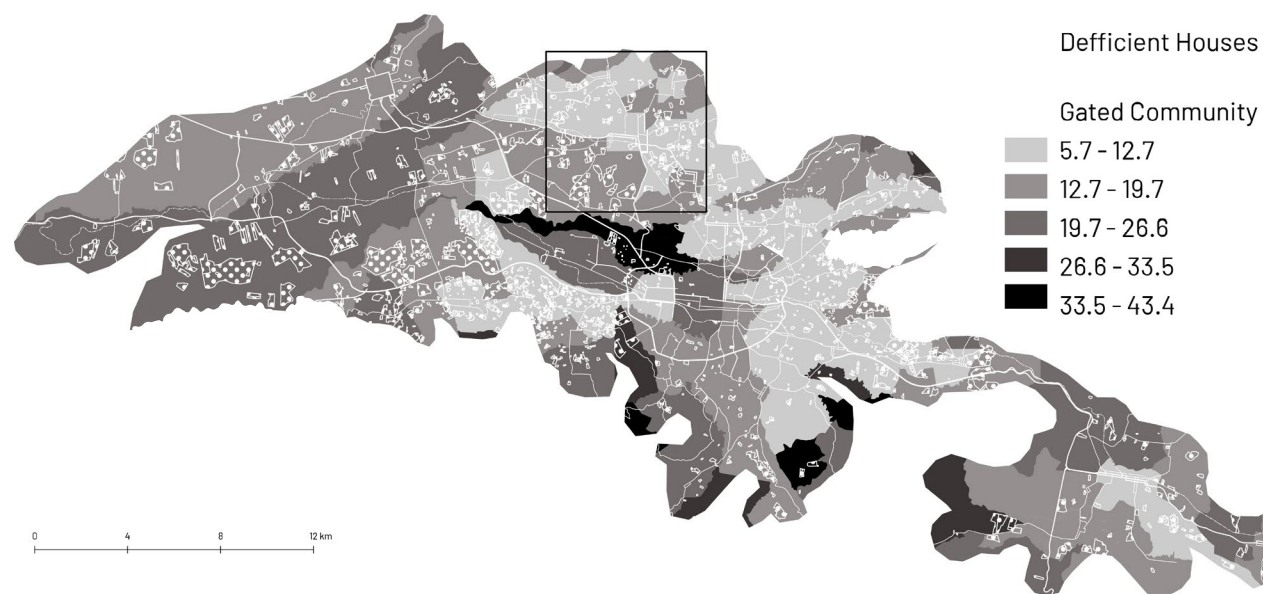 Defficient Houses
Gated Community
5.7 - 12.7
12.7 - 19.7
19.7 - 26.6
26.6 - 33.5
33.5 - 43.4
0 4 8 12 km